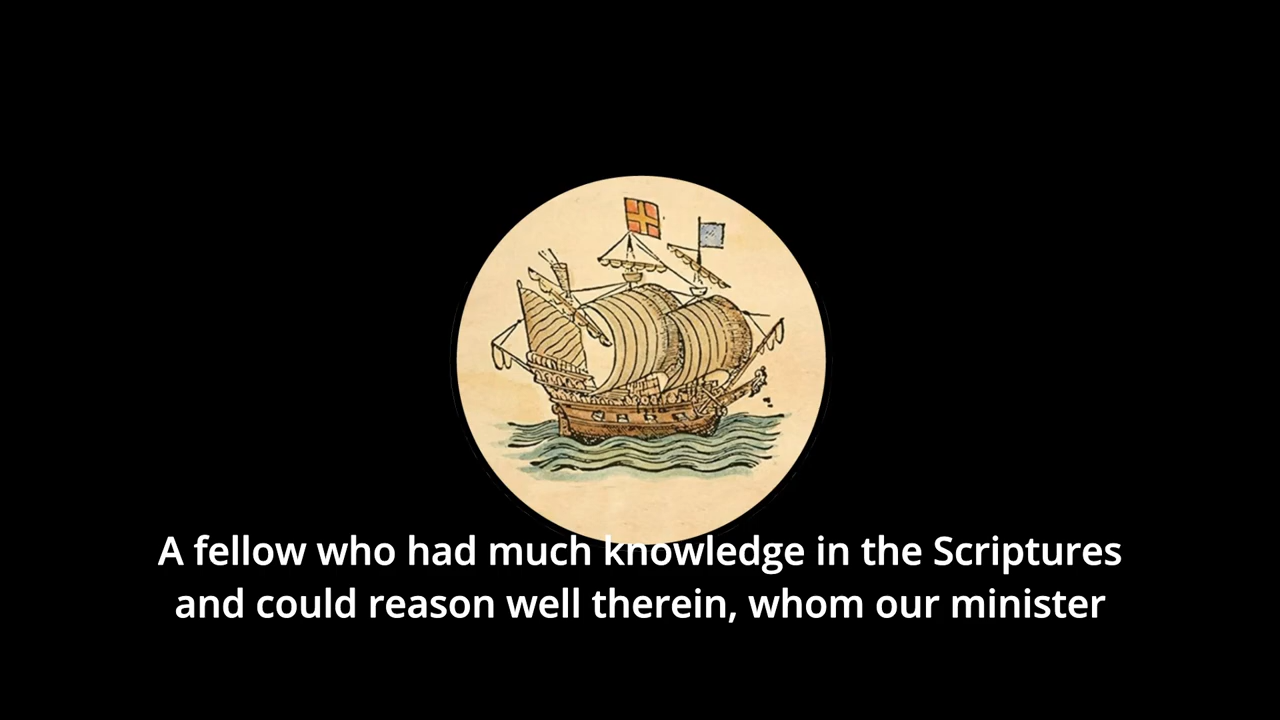 A fellow who had much knowledge in the Scriptures
and could reason well therein, whom our minister